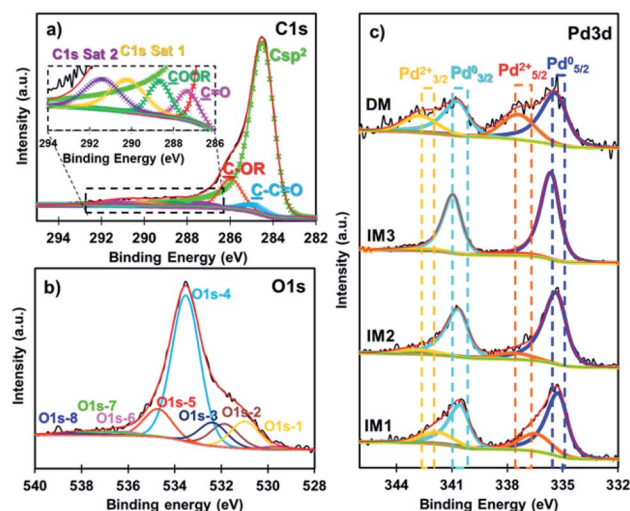 a)
C1s
C1s Sat 2 C1s Sat 1
COOR
C=O
Csp²
C-OR
C-C=O
294 292 290 288 286
Binding Energy (eV)
Intensity (a.u.)
294 292 290 288 286 284 282
Binding Energy (eV)
b)
O1s
O1s-4
O1s-7
O1s-8
O1s-6
O1s-5
O1s-3
O1s-2
O1s-1
Intensity (a.u.)
540 538 536 534 532 530 528
Binding energy (eV)
c)
Pd3d
Pd²⁺₃/₂ Pd⁰₃/₂ Pd²⁺₅/₂ Pd⁰₅/₂
DM
IM3
IM2
IM1
Intensity (a.u.)
344 341 338 335 332
Binding energy (eV)